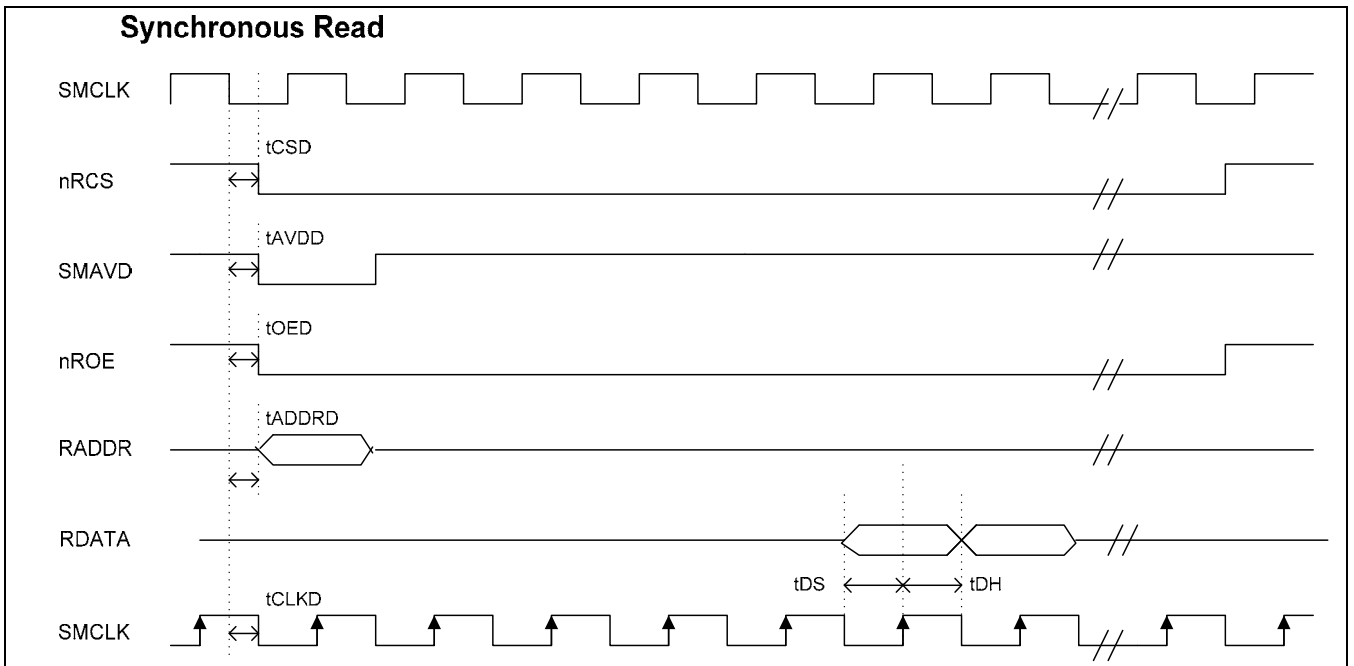 Synchronous Read
SMCLK
tCSD
nRCS
tAVDD
SMAVD
tOED
nROE
tADDRD
RADDR
RDATA
tDS
tDH
tCLKD
SMCLK